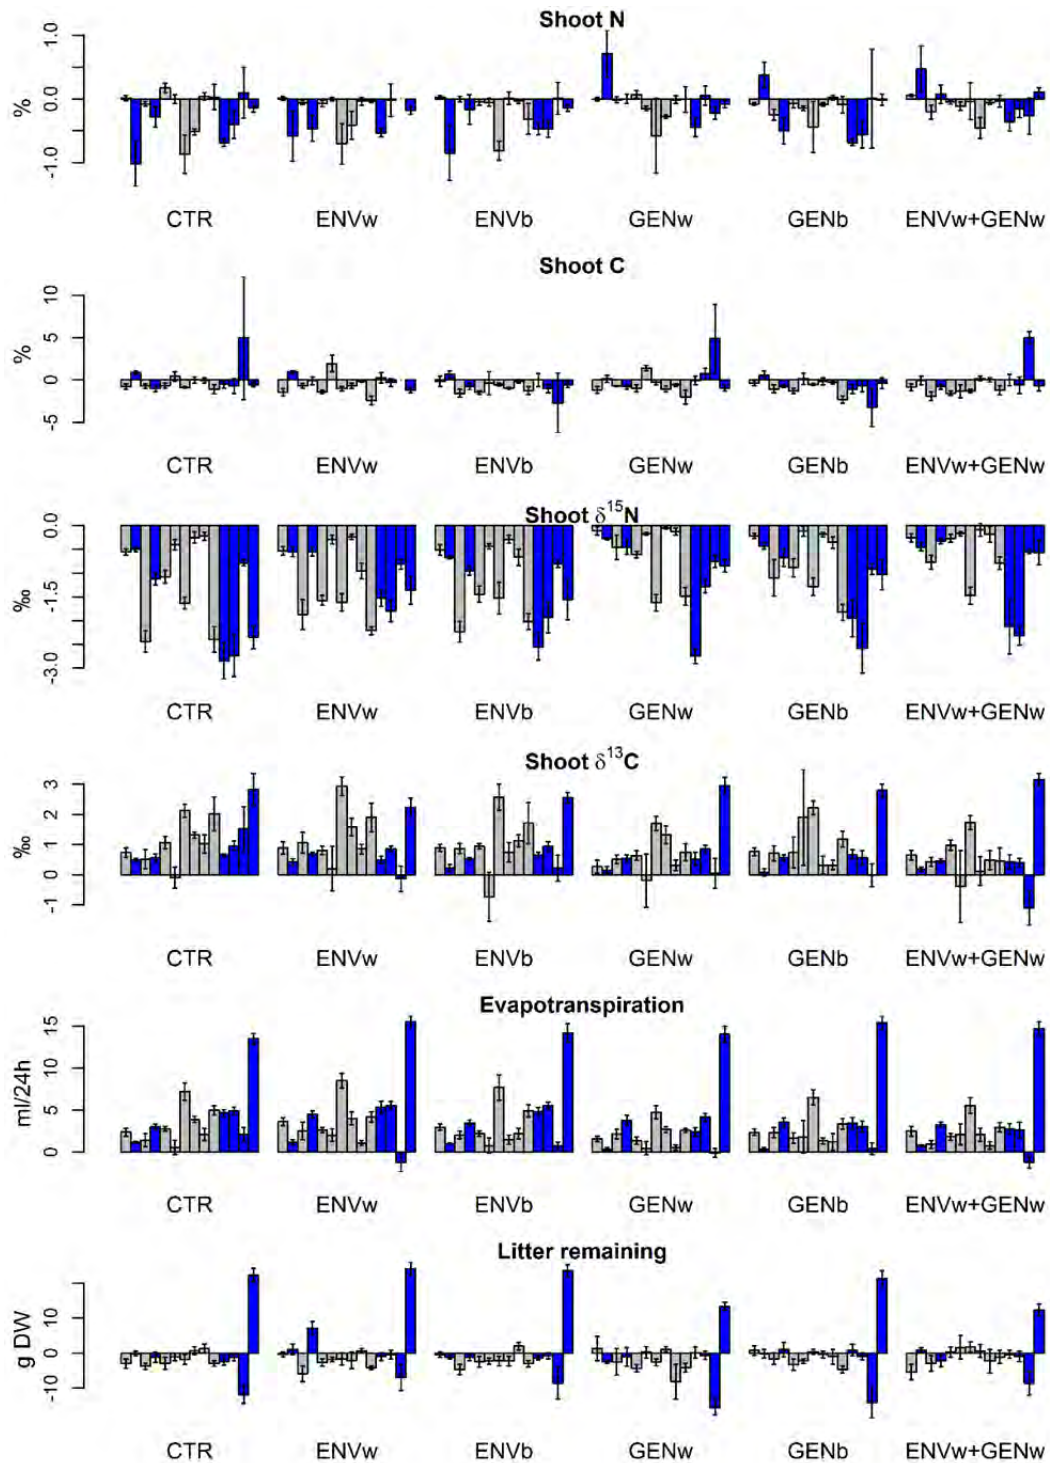 Shoot N
%
1.0
0.0
-1.0
CTR ENVw ENVb GENw GENb ENVw+GENw
Shoot C
%
10
5
0
-5
CTR ENVw ENVb GENw GENb ENVw+GENw
Shoot δ¹⁵N
‰
0.0
-1.5
-3.0
CTR ENVw ENVb GENw GENb ENVw+GENw
Shoot δ¹³C
‰
3
2
1
0
-1
CTR ENVw ENVb GENw GENb ENVw+GENw
Evapotranspiration
ml/24h
15
10
5
0
CTR ENVw ENVb GENw GENb ENVw+GENw
Litter remaining
g DW
10
0
-10
CTR ENVw ENVb GENw GENb ENVw+GENw